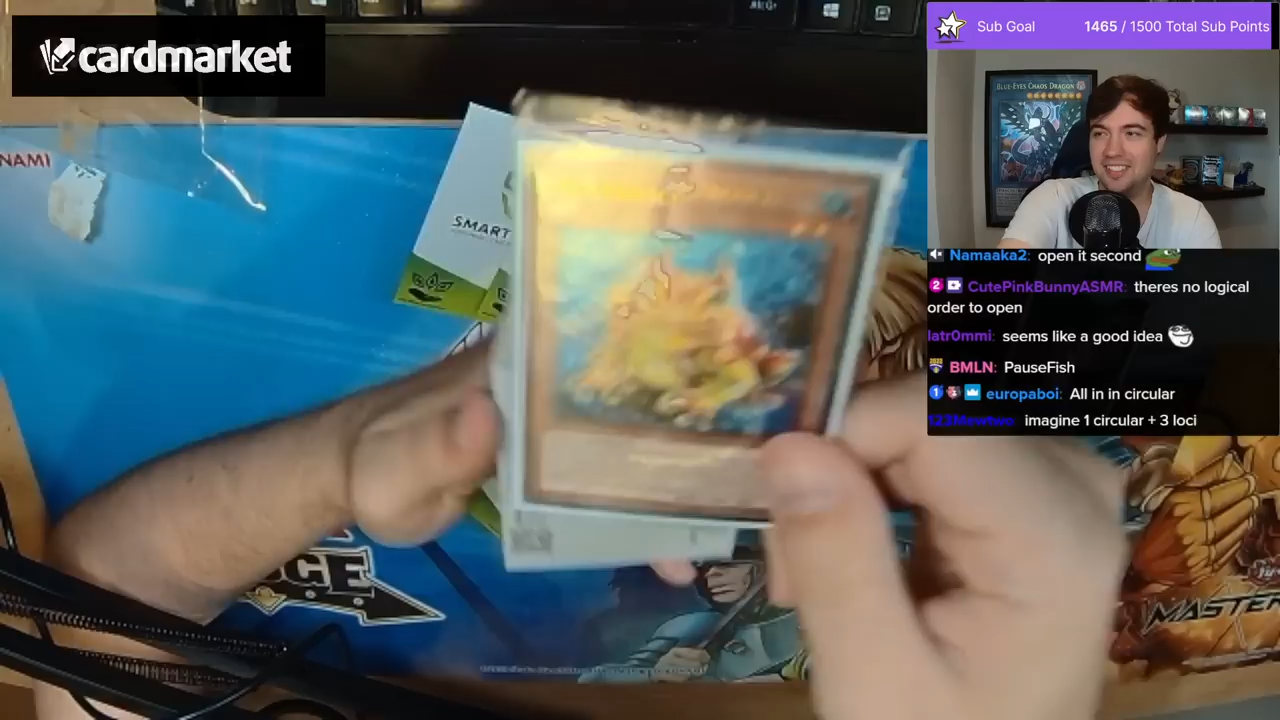 cardmarket
Sub Goal 1465 / 1500 Total Sub Points
BLUE-EYES CHAOS DRAGON
NAMI
SMART
Namaaka2: open it second
CutePinkBunnyASMR: theres no logical
order to open
latr0mmi: seems like a good idea
BMLN: PauseFish
europaboi: All in in circular
123Mewtwo: imagine 1 circular + 3 loci
MASTER